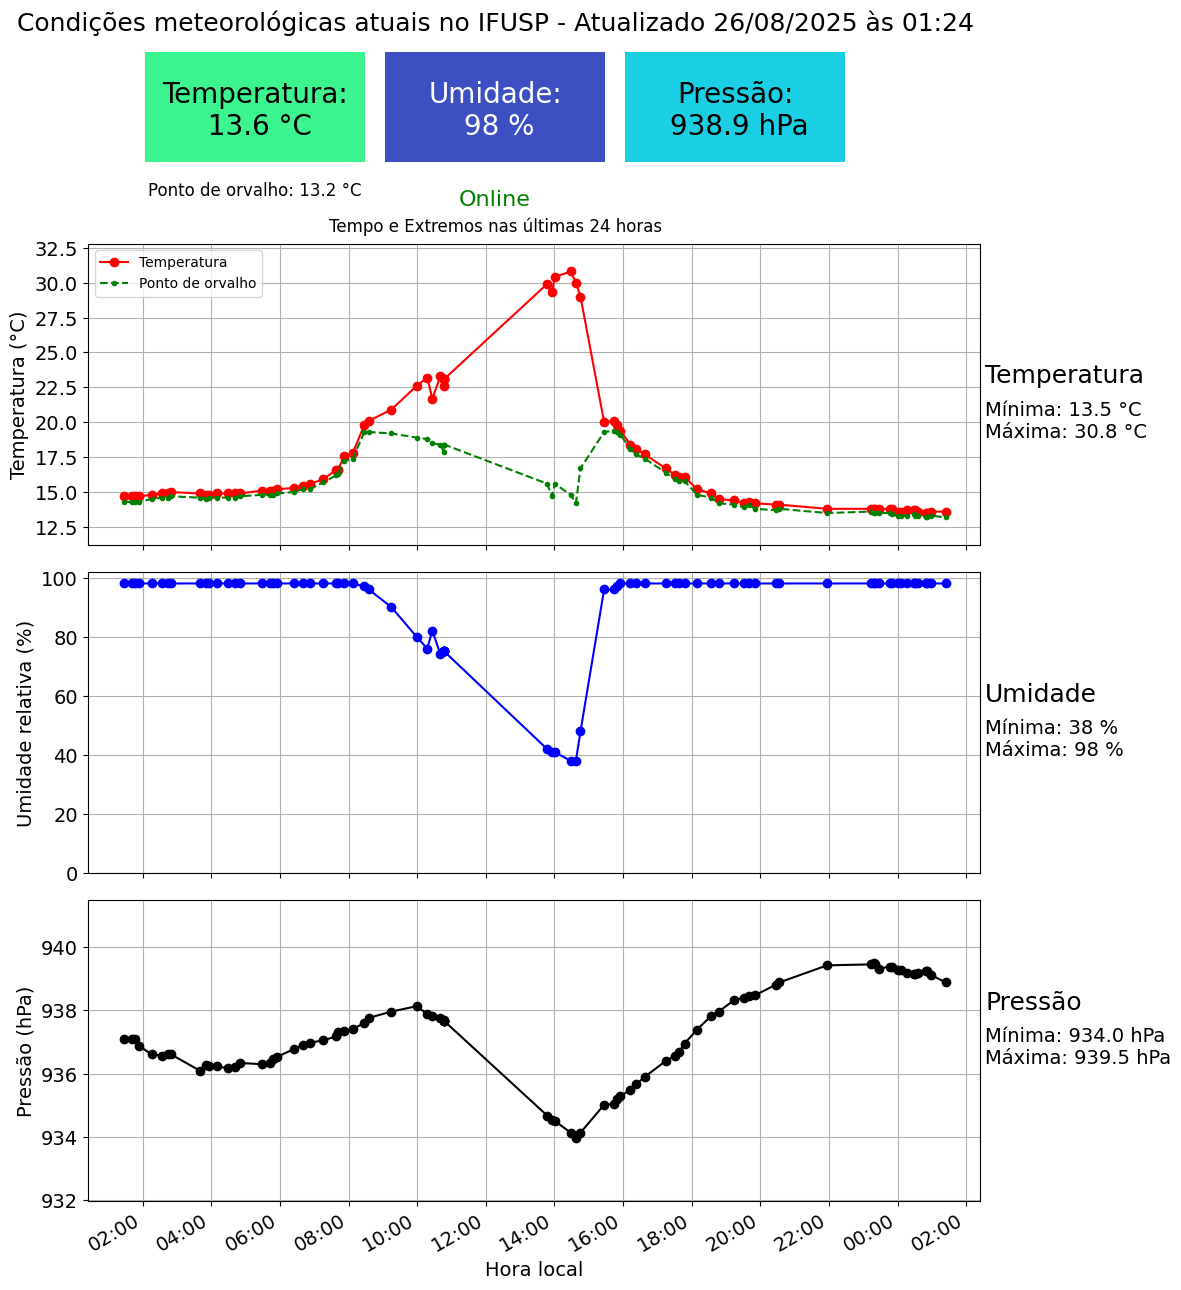 Condições meteorológicas atuais no IFUSP - Atualizado 26/08/2025 às 01:24
Temperatura:
13.6 °C
Umidade:
98 %
Pressão:
938.9 hPa
Ponto de orvalho: 13.2 °C
Online
Tempo e Extremos nas últimas 24 horas
Temperatura (°C)
32.5
30.0
27.5
25.0
22.5
20.0
17.5
15.0
12.5
Temperatura
Ponto de orvalho
Temperatura
Mínima: 13.5 °C
Máxima: 30.8 °C
Umidade relativa (%)
100
80
60
40
20
0
Umidade
Mínima: 38 %
Máxima: 98 %
Pressão (hPa)
940
938
936
934
932
Pressão
Mínima: 934.0 hPa
Máxima: 939.5 hPa
02:00
04:00
06:00
08:00
10:00
12:00
14:00
16:00
18:00
20:00
22:00
00:00
02:00
Hora local